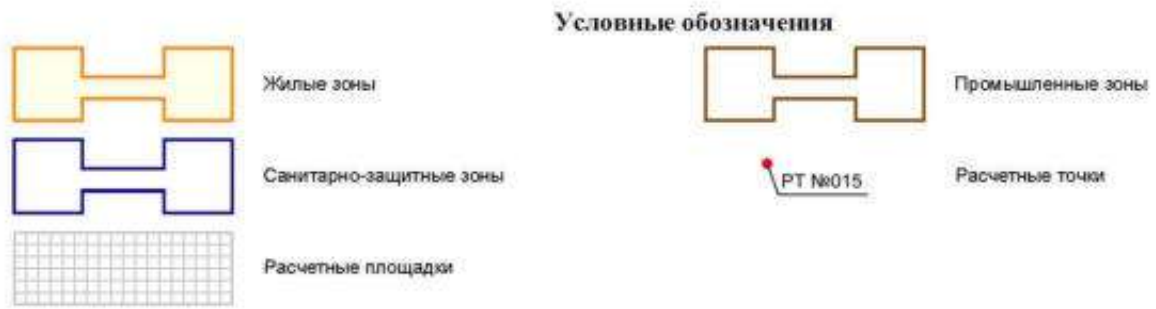 Условные обозначения
Жилые зоны
Промышленные зоны
Санитарно-защитные зоны
РТ №015
Расчетные точки
Расчетные площадки